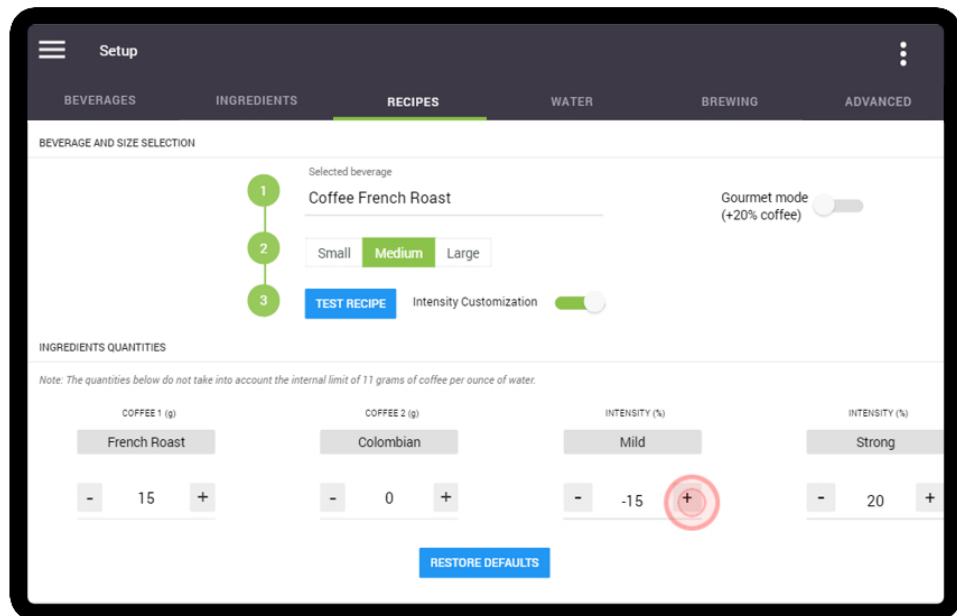 Setup
BEVERAGES INGREDIENTS RECIPES WATER BREWING ADVANCED
BEVERAGE AND SIZE SELECTION
Selected beverage
1 Coffee French Roast
Gourmet mode
(+20% coffee)
2 Small Medium Large
3 TEST RECIPE Intensity Customization
INGREDIENTS QUANTITIES
Note: The quantities below do not take into account the internal limit of 11 grams of coffee per ounce of water.
COFFEE 1 (g) COFFEE 2 (g) INTENSITY (%) INTENSITY (%)
French Roast Colombian Mild Strong
- 15 + - 0 + - -15 + - 20 +
RESTORE DEFAULTS